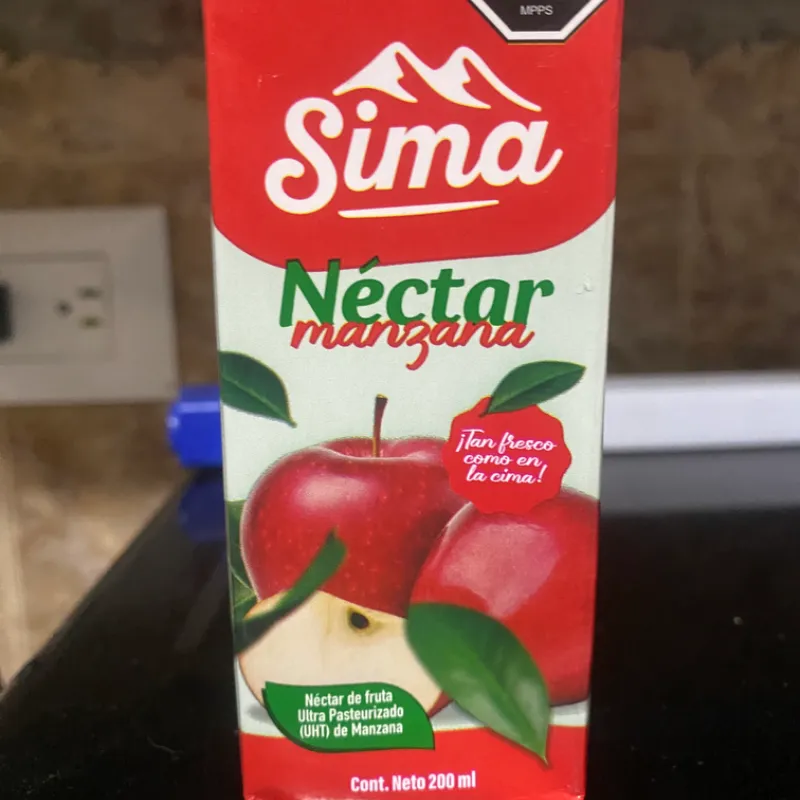 MPPS
Sima
Néctar
manzana
¡Tan fresco
como en
la cima!
Néctar de fruta
Ultra Pasteurizado
(UHT) de Manzana
Cont. Neto 200 ml